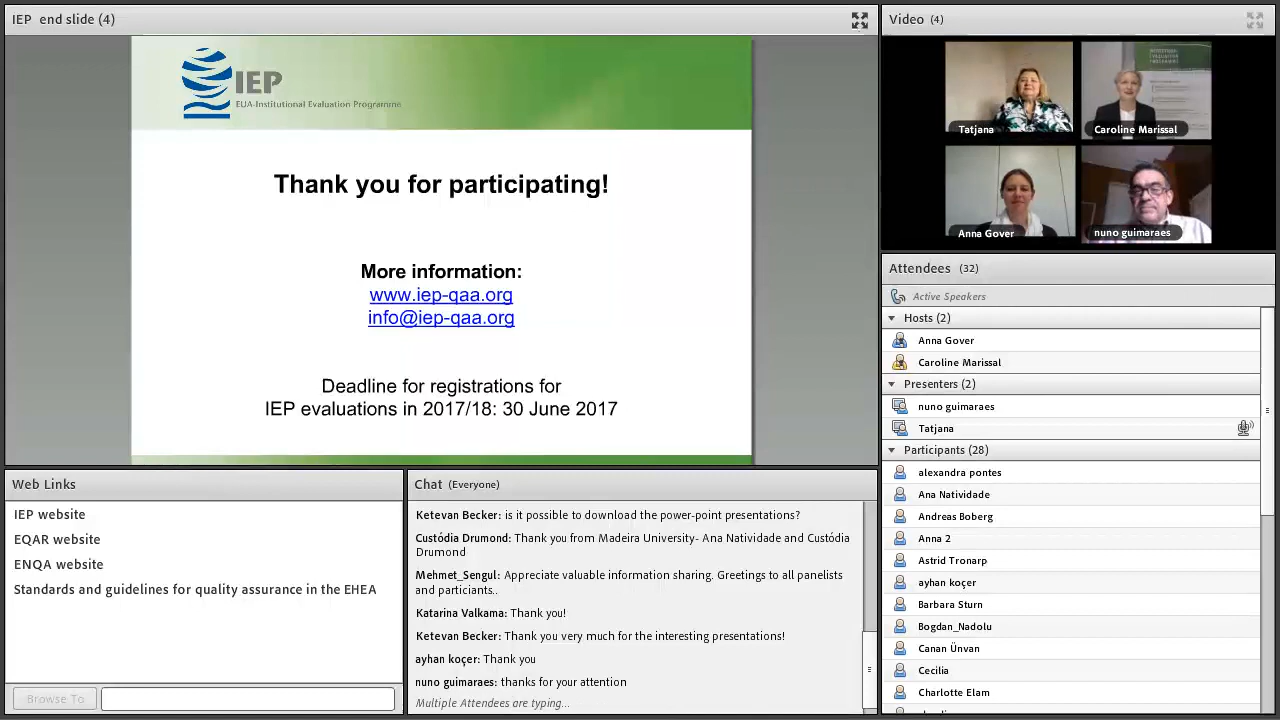 IEP end slide (4)
IEP
EUA-Institutional Evaluation Programme
Thank you for participating!
More information:
www.iep-qaa.org
info@iep-qaa.org
Deadline for registrations for
IEP evaluations in 2017/18: 30 June 2017
Video (4)
Tatjana
Caroline Marissal
Anna Gover
nuno guimaraes
Attendees (32)
Active Speakers
Hosts (2)
Anna Gover
Caroline Marissal
Presenters (2)
nuno guimaraes
Tatjana
Participants (28)
alexandra pontes
Ana Natividade
Andreas Boberg
Anna 2
Astrid Tronarp
ayhan koçer
Barbara Sturn
Bogdan_Nadolu
Canan Ünvan
Cecilia
Charlotte Elam
Web Links
IEP website
EQAR website
ENQA website
Standards and guidelines for quality assurance in the EHEA
Browse To
Chat (Everyone)
Ketevan Becker: is it possible to download the power-point presentations?
Custódia Drumond: Thank you from Madeira University- Ana Natividade and Custódia
Drumond
Mehmet_Sengul: Appreciate valuable information sharing. Greetings to all panelists
and particiants..
Katarina Valkama: Thank you!
Ketevan Becker: Thank you very much for the interesting presentations!
ayhan koçer: Thank you
nuno guimaraes: thanks for your attention
Multiple Attendees are typing...